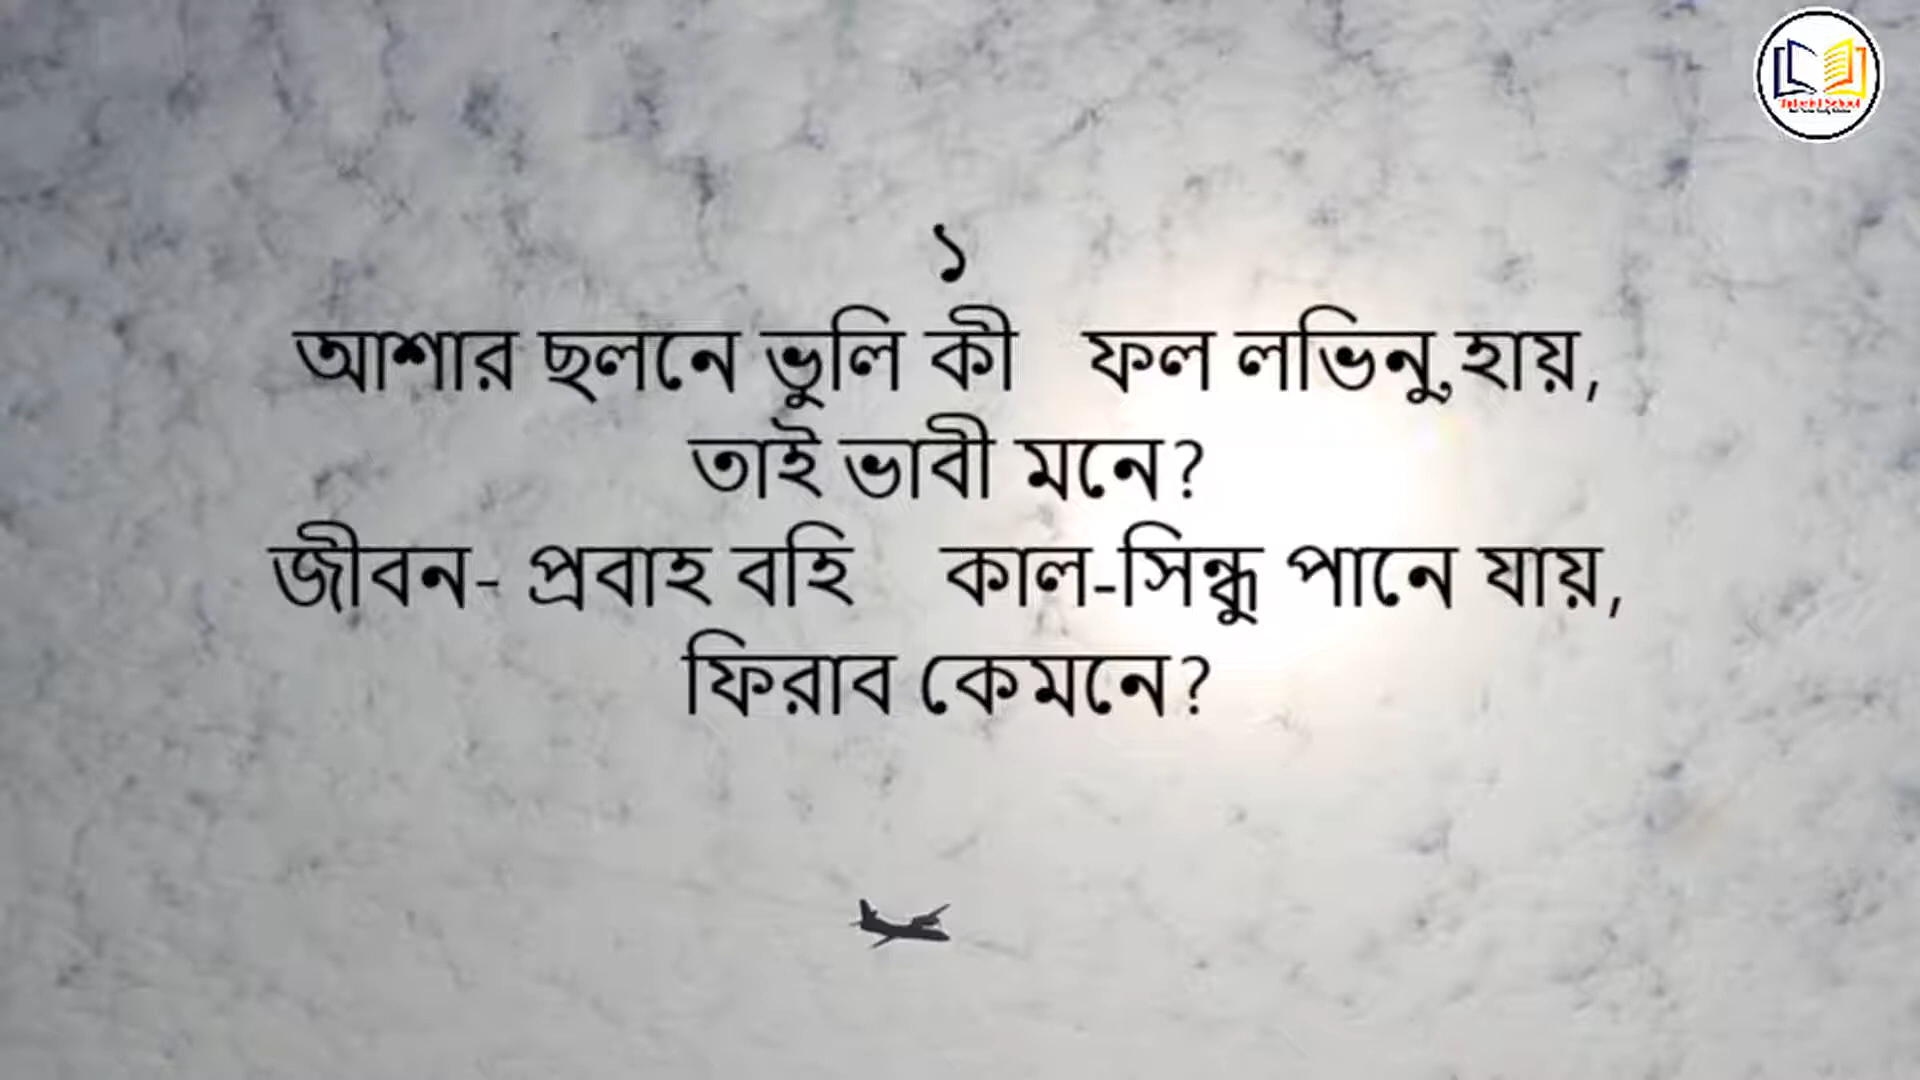 ১
আশার ছলনে ভুলি কী ফল লভিনু,হায়,
তাই ভাবী মনে?
জীবন- প্রবাহ বহি কাল-সিন্ধু পানে যায়,
ফিরাব কেমনে?